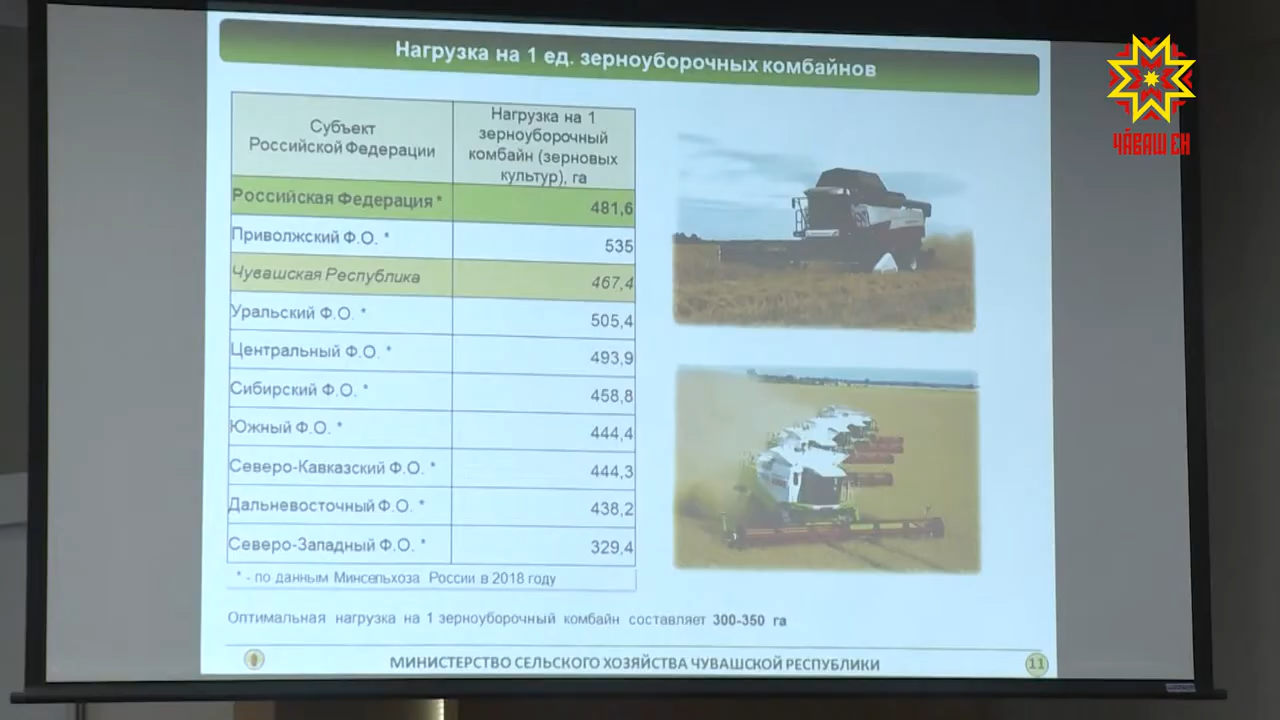 Нагрузка на 1 ед. зерноуборочных комбайнов
ЧӐВАШ ЕН
Субъект
Российской Федерации
Нагрузка на 1
зерноуборочный
комбайн (зерновых
культур), га
Российская Федерация *
481,6
Приволжский Ф.О. *
535
Чувашская Республика
467,4
Уральский Ф.О. *
505,4
Центральный Ф.О. *
493,9
Сибирский Ф.О. *
458,8
Южный Ф.О. *
444,4
Северо-Кавказский Ф.О. *
444,3
Дальневосточный Ф.О. *
438,2
Северо-Западный Ф.О. *
329,4
* - по данным Минсельхоза России в 2018 году
Оптимальная нагрузка на 1 зерноуборочный комбайн составляет 300-350 га
МИНИСТЕРСТВО СЕЛЬСКОГО ХОЗЯЙСТВА ЧУВАШСКОЙ РЕСПУБЛИКИ
11